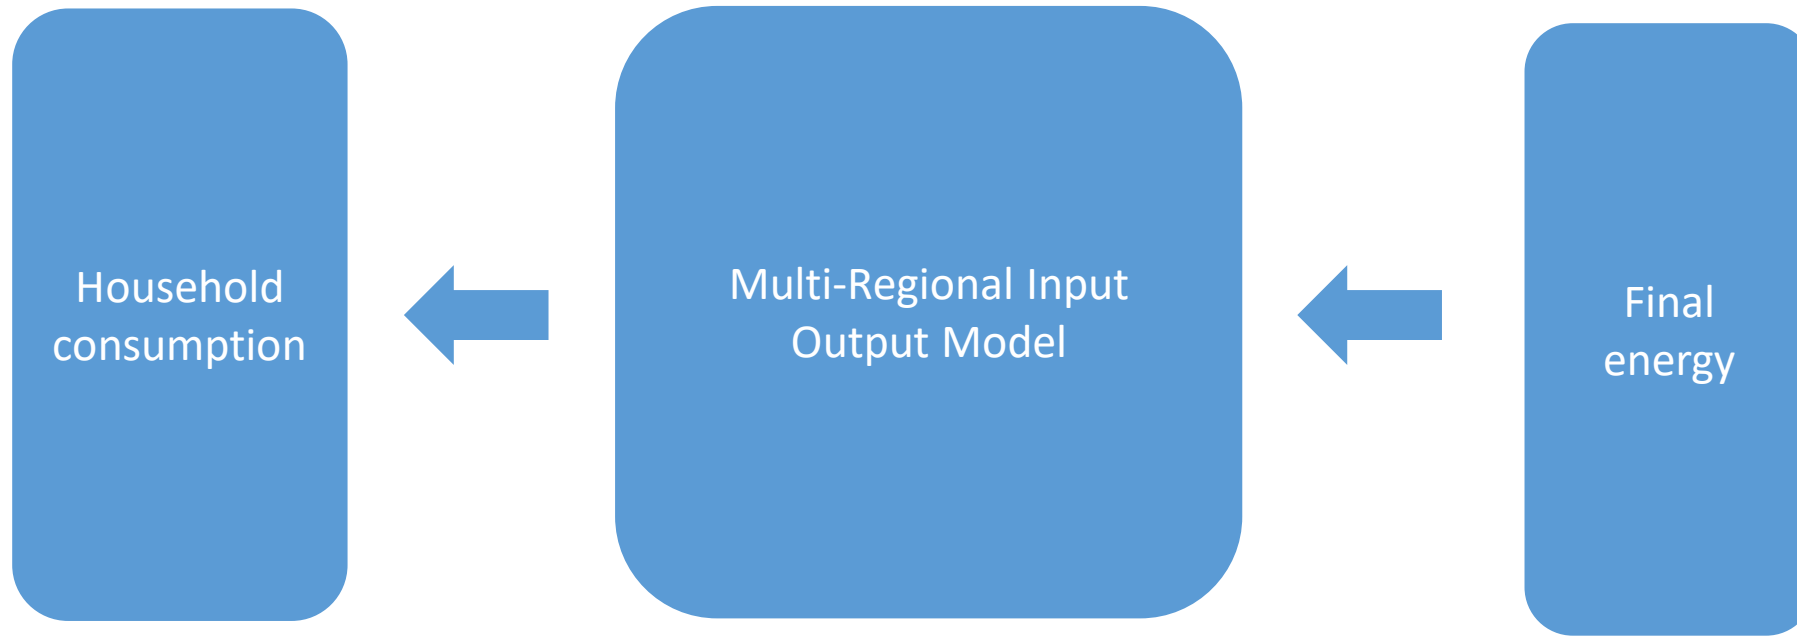 Household
consumption
Multi-Regional Input
Output Model
Final
energy